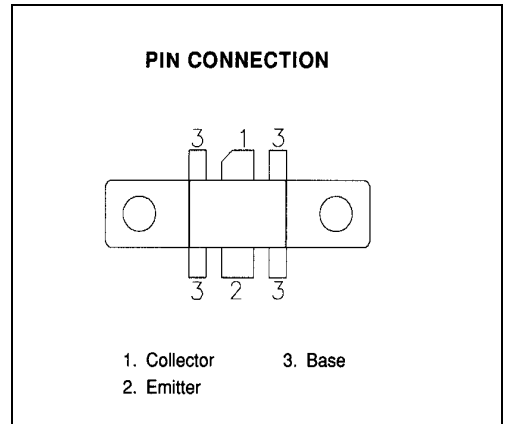 PIN CONNECTION
3 1 3
3 2 3
1. Collector 3. Base
2. Emitter